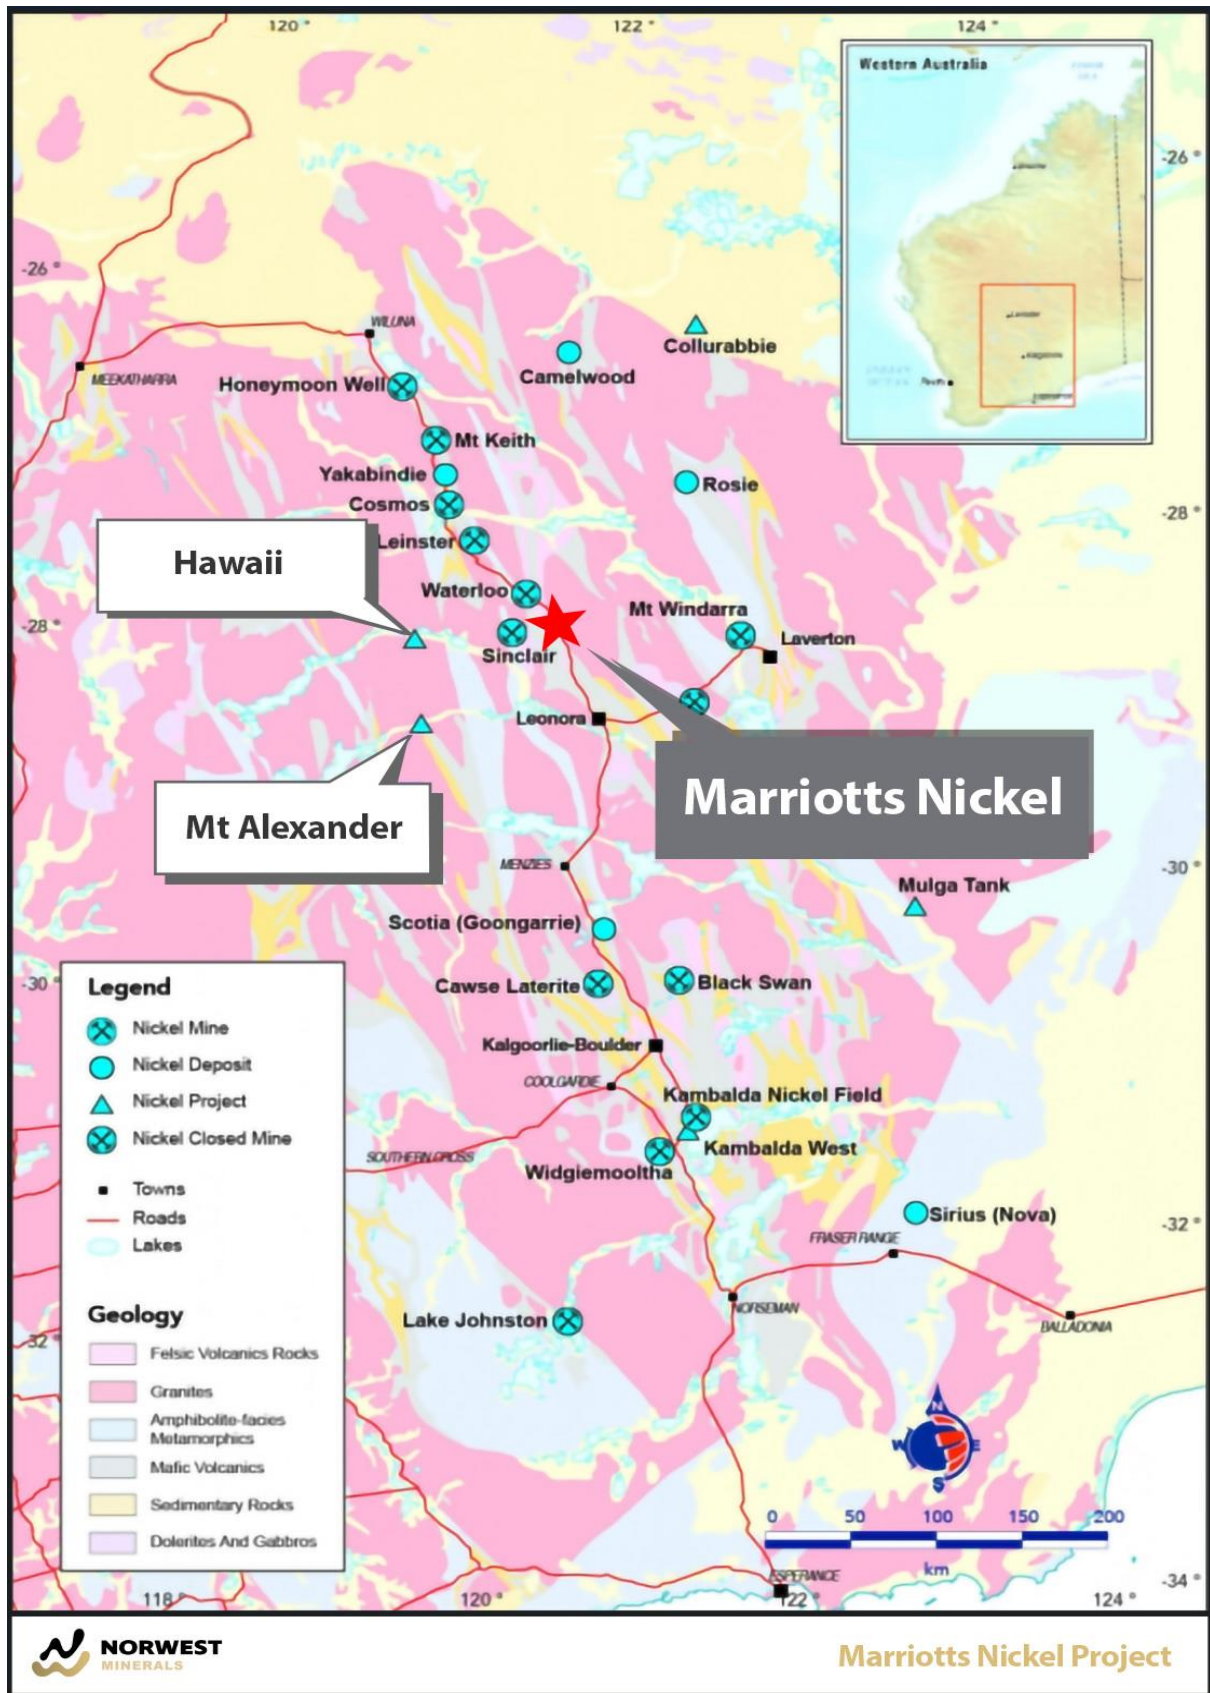 120 °
122 °
124 °
Western Australia
-26 °
-26 °
WILUNA
MEEKATHARRA
Collurabbie
Camelwood
Honeymoon Well
Mt Keith
Yakabindie
Rosie
Cosmos
-28 °
Hawaii
Leinster
Waterloo
Mt Windarra
-28 °
Laverton
Sinclair
Leonora
Marriotts Nickel
Mt Alexander
MENZIES
-30 °
Mulga Tank
Scotia (Goongarrie)
-30 °
Cawse Laterite
Black Swan
Kalgoorlie-Boulder
COOLGARDIE
Kambalda Nickel Field
Kambalda West
SOUTHERN CROSS
Widgiemooltha
Sirius (Nova)
-32 °
FRASER RANGE
NORSEMAN
Lake Johnston
BALLADONIA
32 °
Legend
Nickel Mine
Nickel Deposit
Nickel Project
Nickel Closed Mine
Towns
Roads
Lakes
Geology
Felsic Volcanics Rocks
Granites
Amphibolite-facies
Metamorphics
Mafic Volcanics
Sedimentary Rocks
Dolerites And Gabbros
N
W E
S
0 50 100 150 200
km
ESPERANCE
-34 °
118 °
120 °
122 °
124 °
NORWEST
MINERALS
Marriotts Nickel Project